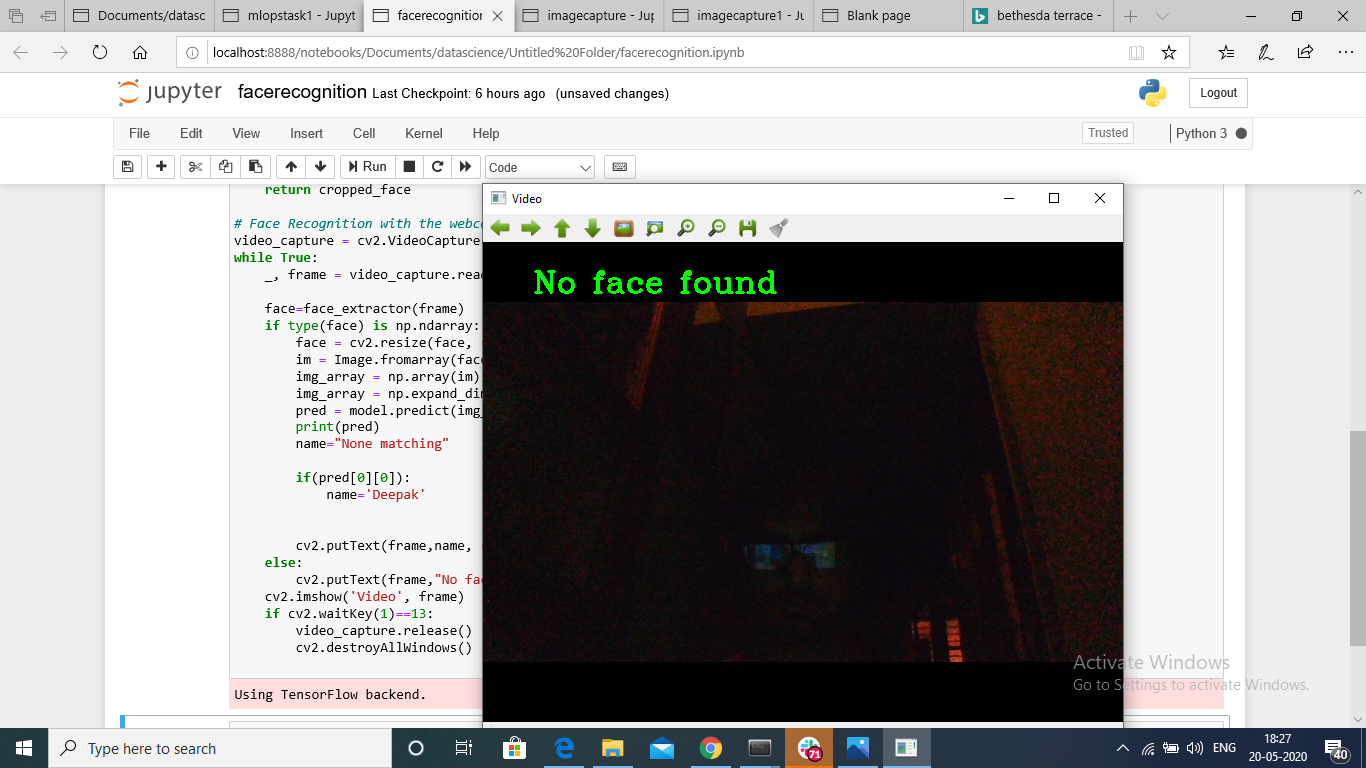 Documents/datasc
mlopstask1 - Jupyt
facerecognition
imagecapture - Jup
imagecapture1 - Ju
Blank page
bethesda terrace -
localhost:8888/notebooks/Documents/datascience/Untitled%20Folder/facerecognition.ipynb
jupyter facerecognition Last Checkpoint: 6 hours ago (unsaved changes)
Logout
File Edit View Insert Cell Kernel Help
Trusted
Python 3
Run
Code
return cropped_face
# Face Recognition with the webc
video_capture = cv2.VideoCapture
while True:
_, frame = video_capture.read
face=face_extractor(frame)
if type(face) is np.ndarray:
face = cv2.resize(face,
im = Image.fromarray(face
img_array = np.array(im)
img_array = np.expand_dim
pred = model.predict(img_
print(pred)
name="None matching"
if(pred[0][0]):
name='Deepak'
cv2.putText(frame,name,
else:
cv2.putText(frame,"No fac
cv2.imshow('Video', frame)
if cv2.waitKey(1)==13:
video_capture.release()
cv2.destroyAllWindows()
Using TensorFlow backend.
Video
No face found
Activate Windows
Go to Settings to activate Windows.
Type here to search
71
ENG
18:27
20-05-2020
40